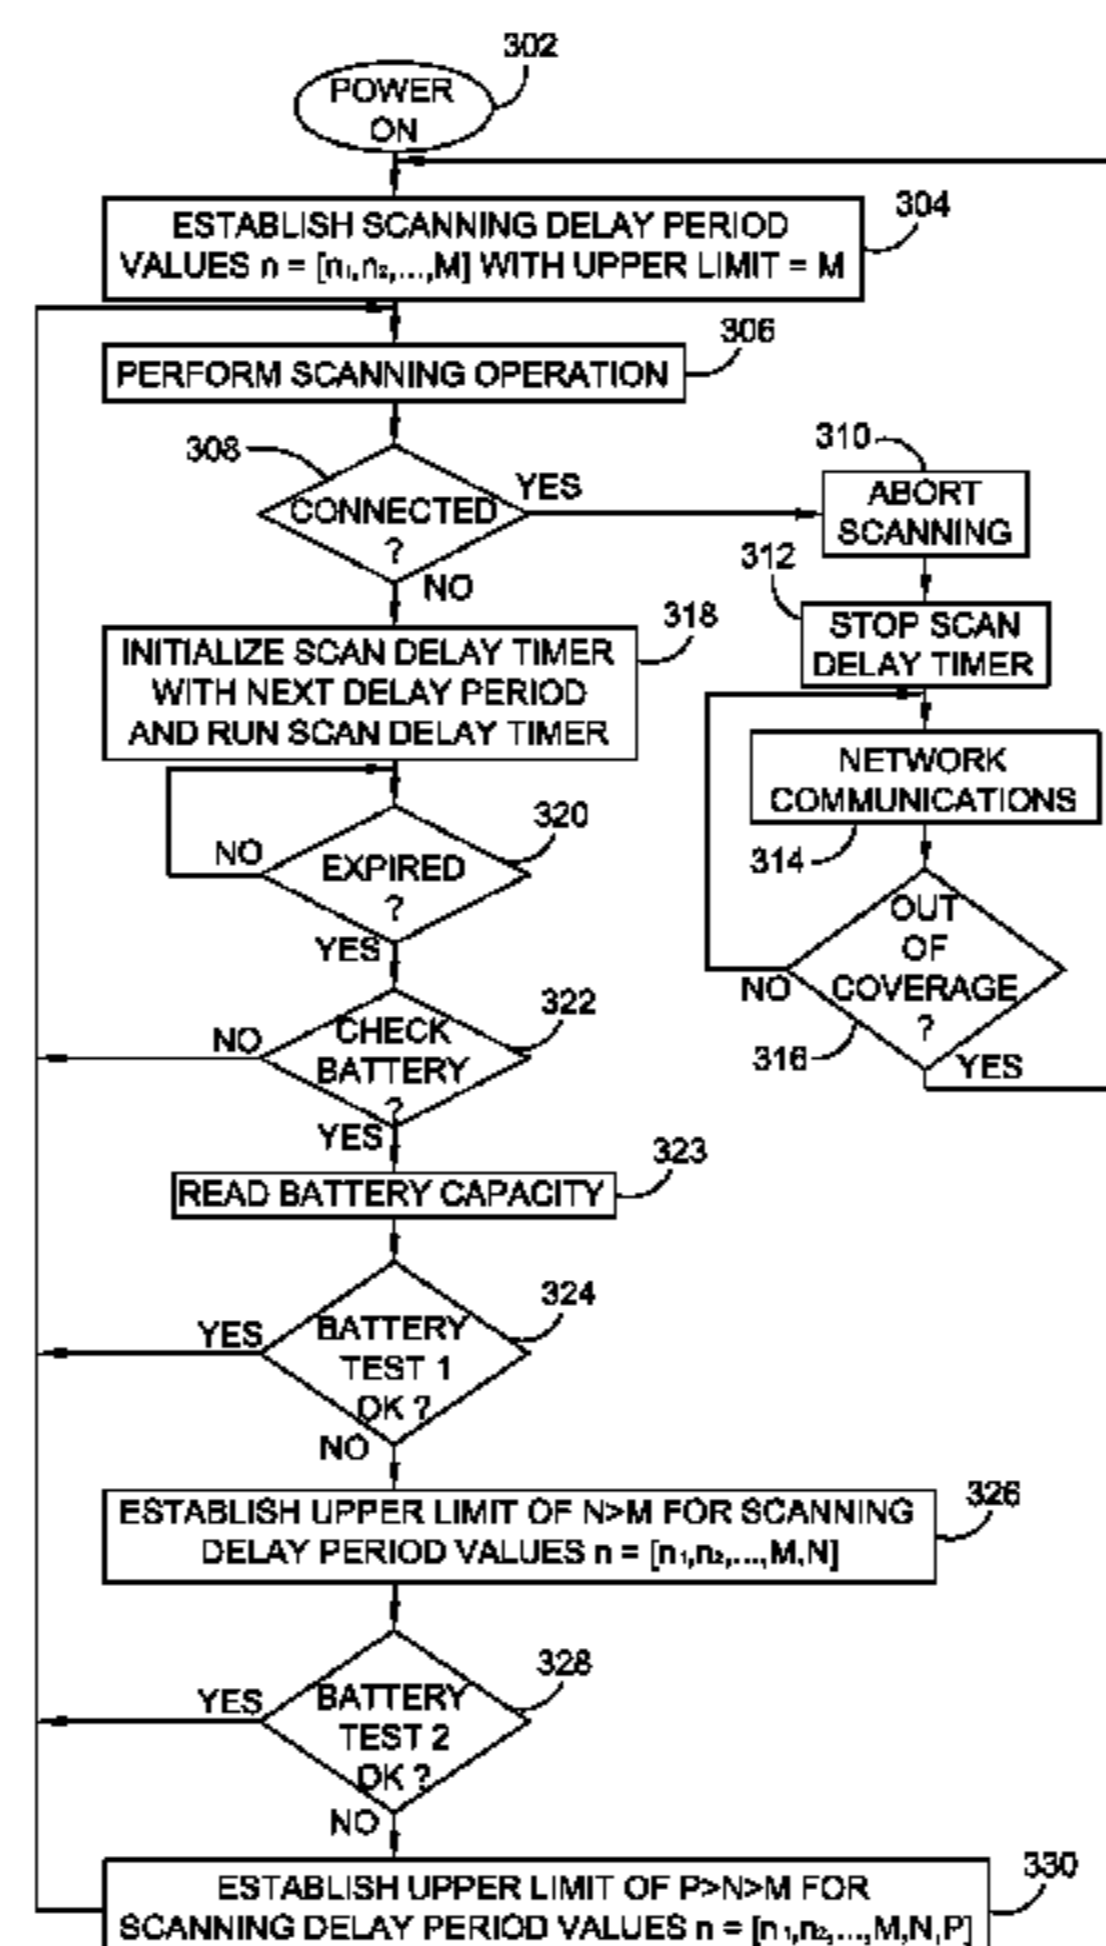 302
POWER
ON
304
ESTABLISH SCANNING DELAY PERIOD
VALUES n = [n₁,n₂,...,M] WITH UPPER LIMIT = M
306
PERFORM SCANNING OPERATION
308
CONNECTED
?
YES
NO
310
ABORT
SCANNING
312
STOP SCAN
DELAY TIMER
318
INITIALIZE SCAN DELAY TIMER
WITH NEXT DELAY PERIOD
AND RUN SCAN DELAY TIMER
NETWORK
COMMUNICATIONS
314
320
NO
EXPIRED
?
YES
OUT
OF
COVERAGE
?
NO
316
YES
322
NO
CHECK
BATTERY
?
YES
323
READ BATTERY CAPACITY
324
YES
BATTERY
TEST 1
OK ?
NO
326
ESTABLISH UPPER LIMIT OF N>M FOR SCANNING
DELAY PERIOD VALUES n = [n₁,n₂,...,M,N]
328
YES
BATTERY
TEST 2
OK ?
NO
330
ESTABLISH UPPER LIMIT OF P>N>M FOR
SCANNING DELAY PERIOD VALUES n = [n₁,n₂,...,M,N,P]